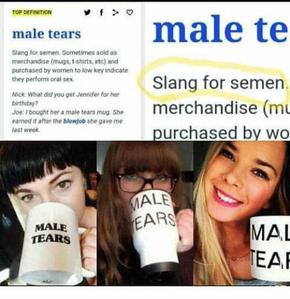 TOP DEFINITION
male tears
Slang for semen. Sometimes sold as
merchandise (mugs, t-shirts, etc) and
purchased by women to low key indicate
they perform oral sex.
Nick: What did you get Jennifer for her
birthday?
Joe: I bought her a male tears mug. She
earned it after the blowjob she gave me
last week.
male te
Slang for semen.
merchandise (mu
purchased by wo
MALE
TEARS
MALE
TEARS
MAL
TEAR